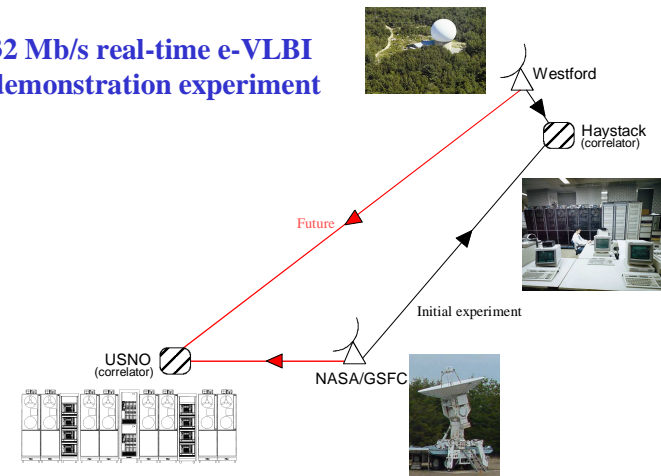 32 Mb/s real-time e-VLBI
demonstration experiment
Westford
Haystack
(correlator)
Future
Initial experiment
USNO
(correlator)
NASA/GSFC